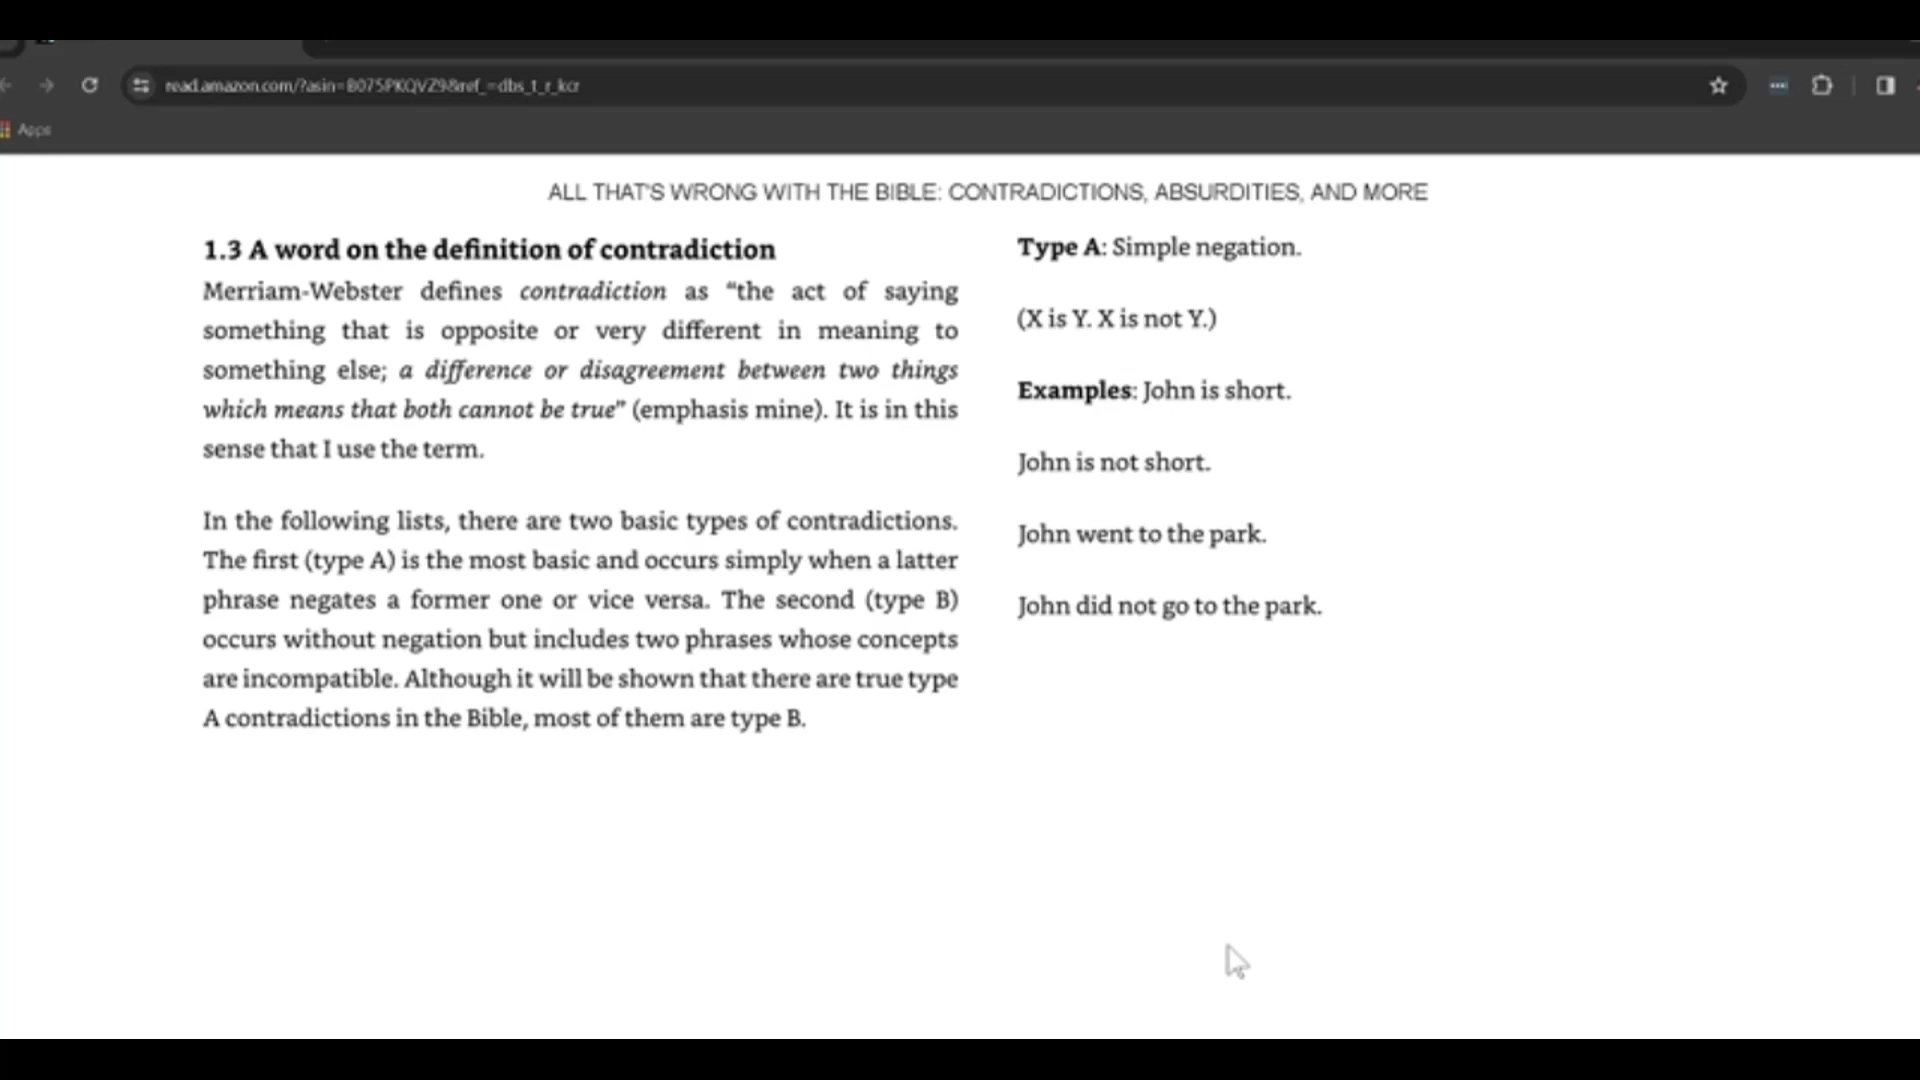 read.amazon.com/?asin=B075PKQVZ9&ref_=dbs_t_r_kcr
Apps
ALL THAT'S WRONG WITH THE BIBLE: CONTRADICTIONS, ABSURDITIES, AND MORE
1.3 A word on the definition of contradiction
Merriam-Webster defines contradiction as “the act of saying
something that is opposite or very different in meaning to
something else; a difference or disagreement between two things
which means that both cannot be true” (emphasis mine). It is in this
sense that I use the term.
In the following lists, there are two basic types of contradictions.
The first (type A) is the most basic and occurs simply when a latter
phrase negates a former one or vice versa. The second (type B)
occurs without negation but includes two phrases whose concepts
are incompatible. Although it will be shown that there are true type
A contradictions in the Bible, most of them are type B.
Type A: Simple negation.
(X is Y. X is not Y.)
Examples: John is short.
John is not short.
John went to the park.
John did not go to the park.